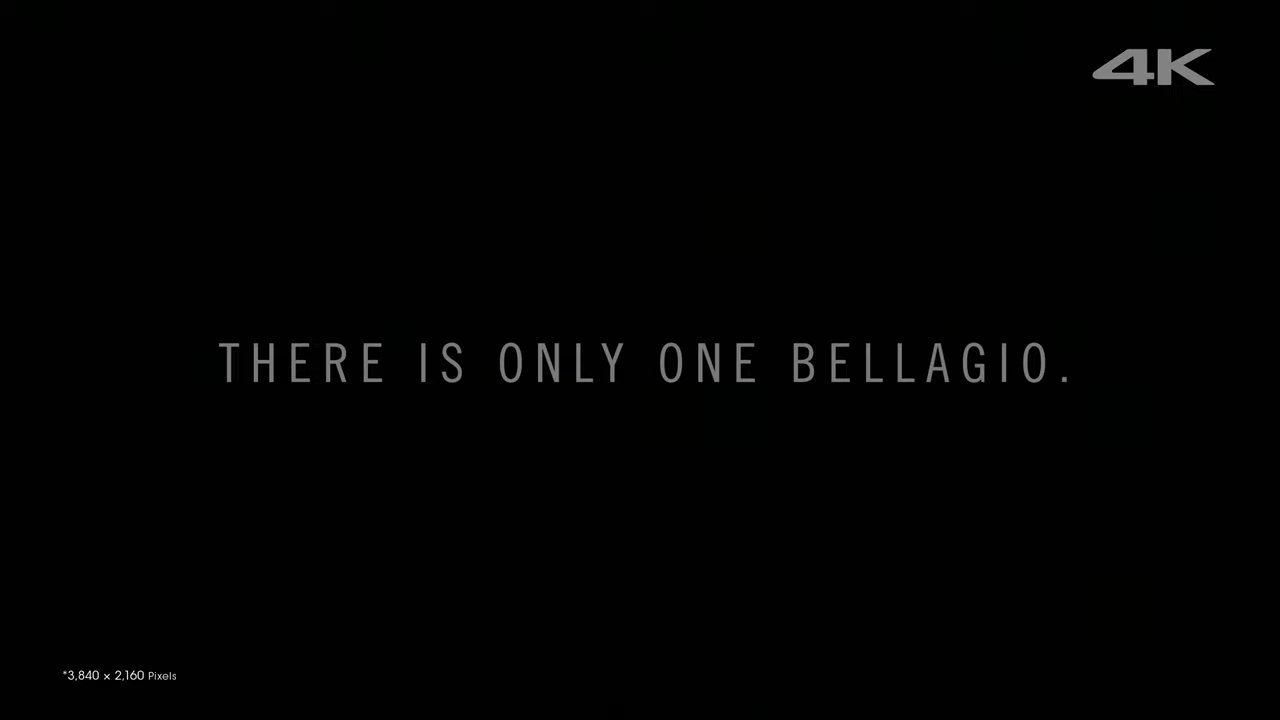 4K
THERE IS ONLY ONE BELLAGIO.
*3,840 × 2,160 Pixels